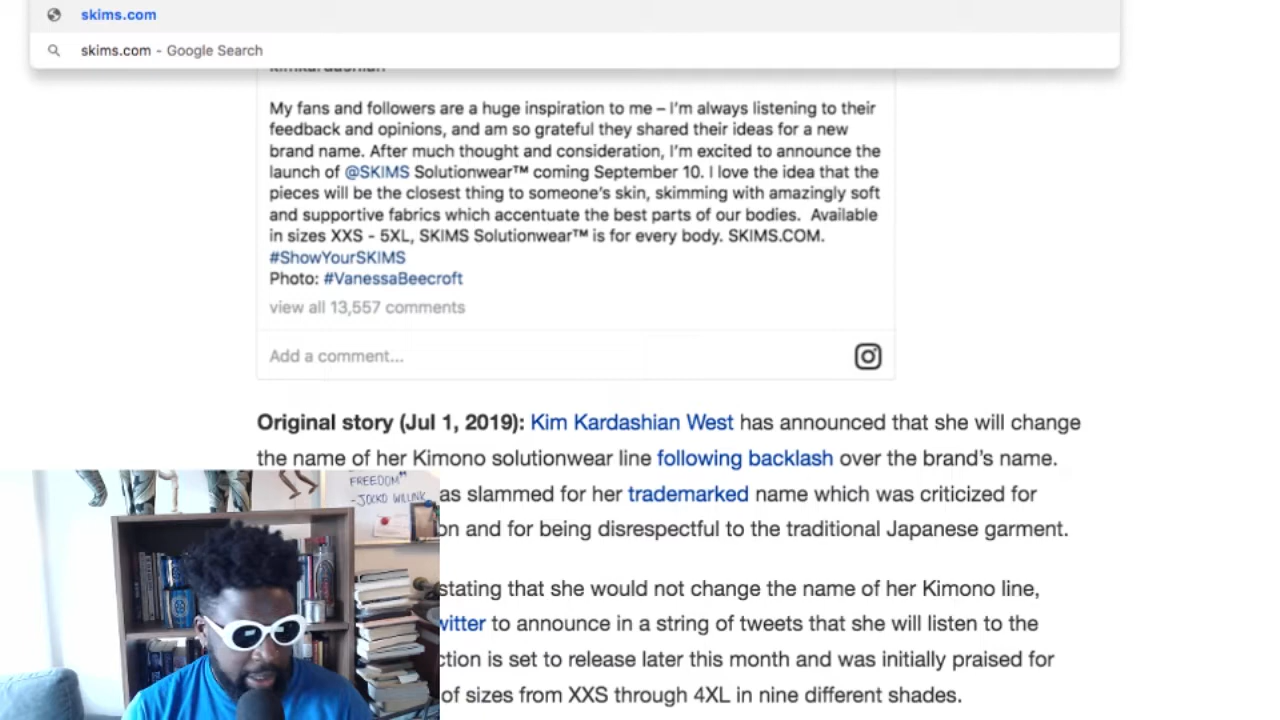 skims.com
skims.com - Google Search
kimkardashian
My fans and followers are a huge inspiration to me – I'm always listening to their
feedback and opinions, and am so grateful they shared their ideas for a new
brand name. After much thought and consideration, I'm excited to announce the
launch of @SKIMS Solutionwear™ coming September 10. I love the idea that the
pieces will be the closest thing to someone's skin, skimming with amazingly soft
and supportive fabrics which accentuate the best parts of our bodies.  Available
in sizes XXS - 5XL, SKIMS Solutionwear™ is for every body. SKIMS.COM.
#ShowYourSKIMS
Photo: #VanessaBeecroft
view all 13,557 comments
Add a comment...
Original story (Jul 1, 2019): Kim Kardashian West has announced that she will change
the name of her Kimono solutionwear line following backlash over the brand's name.
as slammed for her trademarked name which was criticized for
on and for being disrespectful to the traditional Japanese garment.
stating that she would not change the name of her Kimono line,
witter to announce in a string of tweets that she will listen to the
ction is set to release later this month and was initially praised for
of sizes from XXS through 4XL in nine different shades.
FREEDOM"
-JOCKO WILLINK